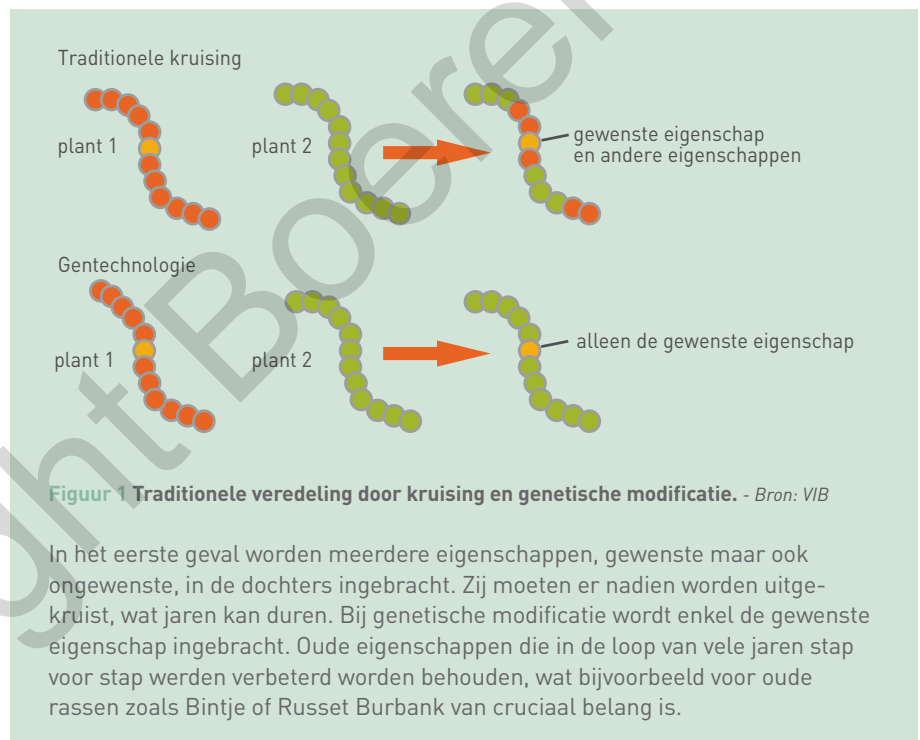 Traditionele kruising
plant 1
plant 2
gewenste eigenschap
en andere eigenschappen
Gentechnologie
plant 1
plant 2
alleen de gewenste eigenschap
Figuur 1 Traditionele veredeling door kruising en genetische modificatie. - Bron: VIB
In het eerste geval worden meerdere eigenschappen, gewenste maar ook
ongewenste, in de dochters ingebracht. Zij moeten er nadien worden uitge-
kruist, wat jaren kan duren. Bij genetische modificatie wordt enkel de gewenste
eigenschap ingebracht. Oude eigenschappen die in de loop van vele jaren stap
voor stap werden verbeterd worden behouden, wat bijvoorbeeld voor oude
rassen zoals Bintje of Russet Burbank van cruciaal belang is.